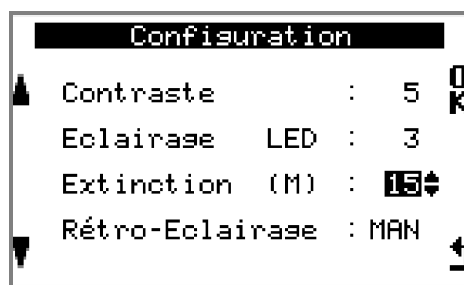 Configuration
Contraste : 5
OK
Eclairage LED : 3
Extinction (M) : 15
Rétro-Eclairage : MAN